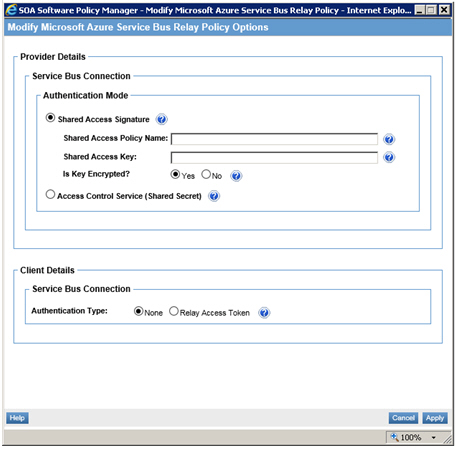 SOA Software Policy Manager - Modify Microsoft Azure Service Bus Relay Policy - Internet Explo...
Modify Microsoft Azure Service Bus Relay Policy Options
Provider Details
Service Bus Connection
Authentication Mode
Shared Access Signature ?
Shared Access Policy Name: ?
Shared Access Key: ?
Is Key Encrypted? Yes No ?
Access Control Service (Shared Secret) ?
Client Details
Service Bus Connection
Authentication Type: None Relay Access Token ?
Help Cancel Apply
100%